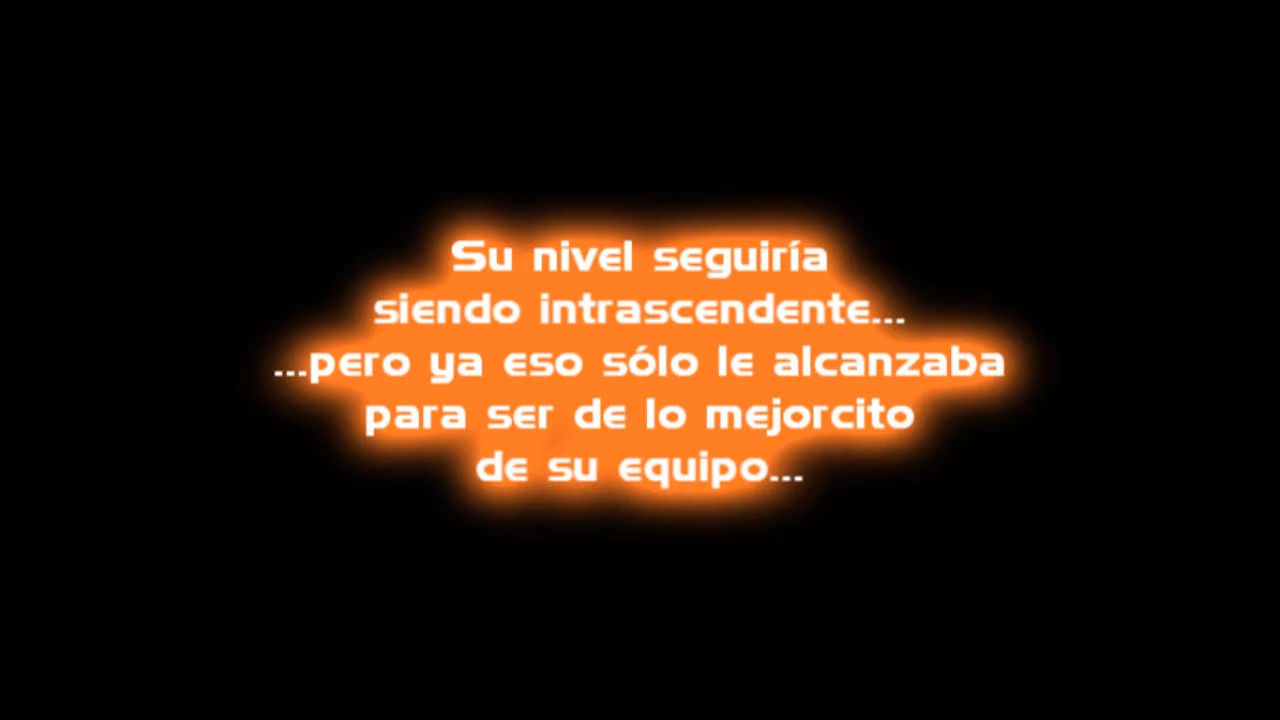 Su nivel seguiría
siendo intrascendente...
...pero ya eso sólo le alcanzaba
para ser de lo mejorcito
de su equipo...